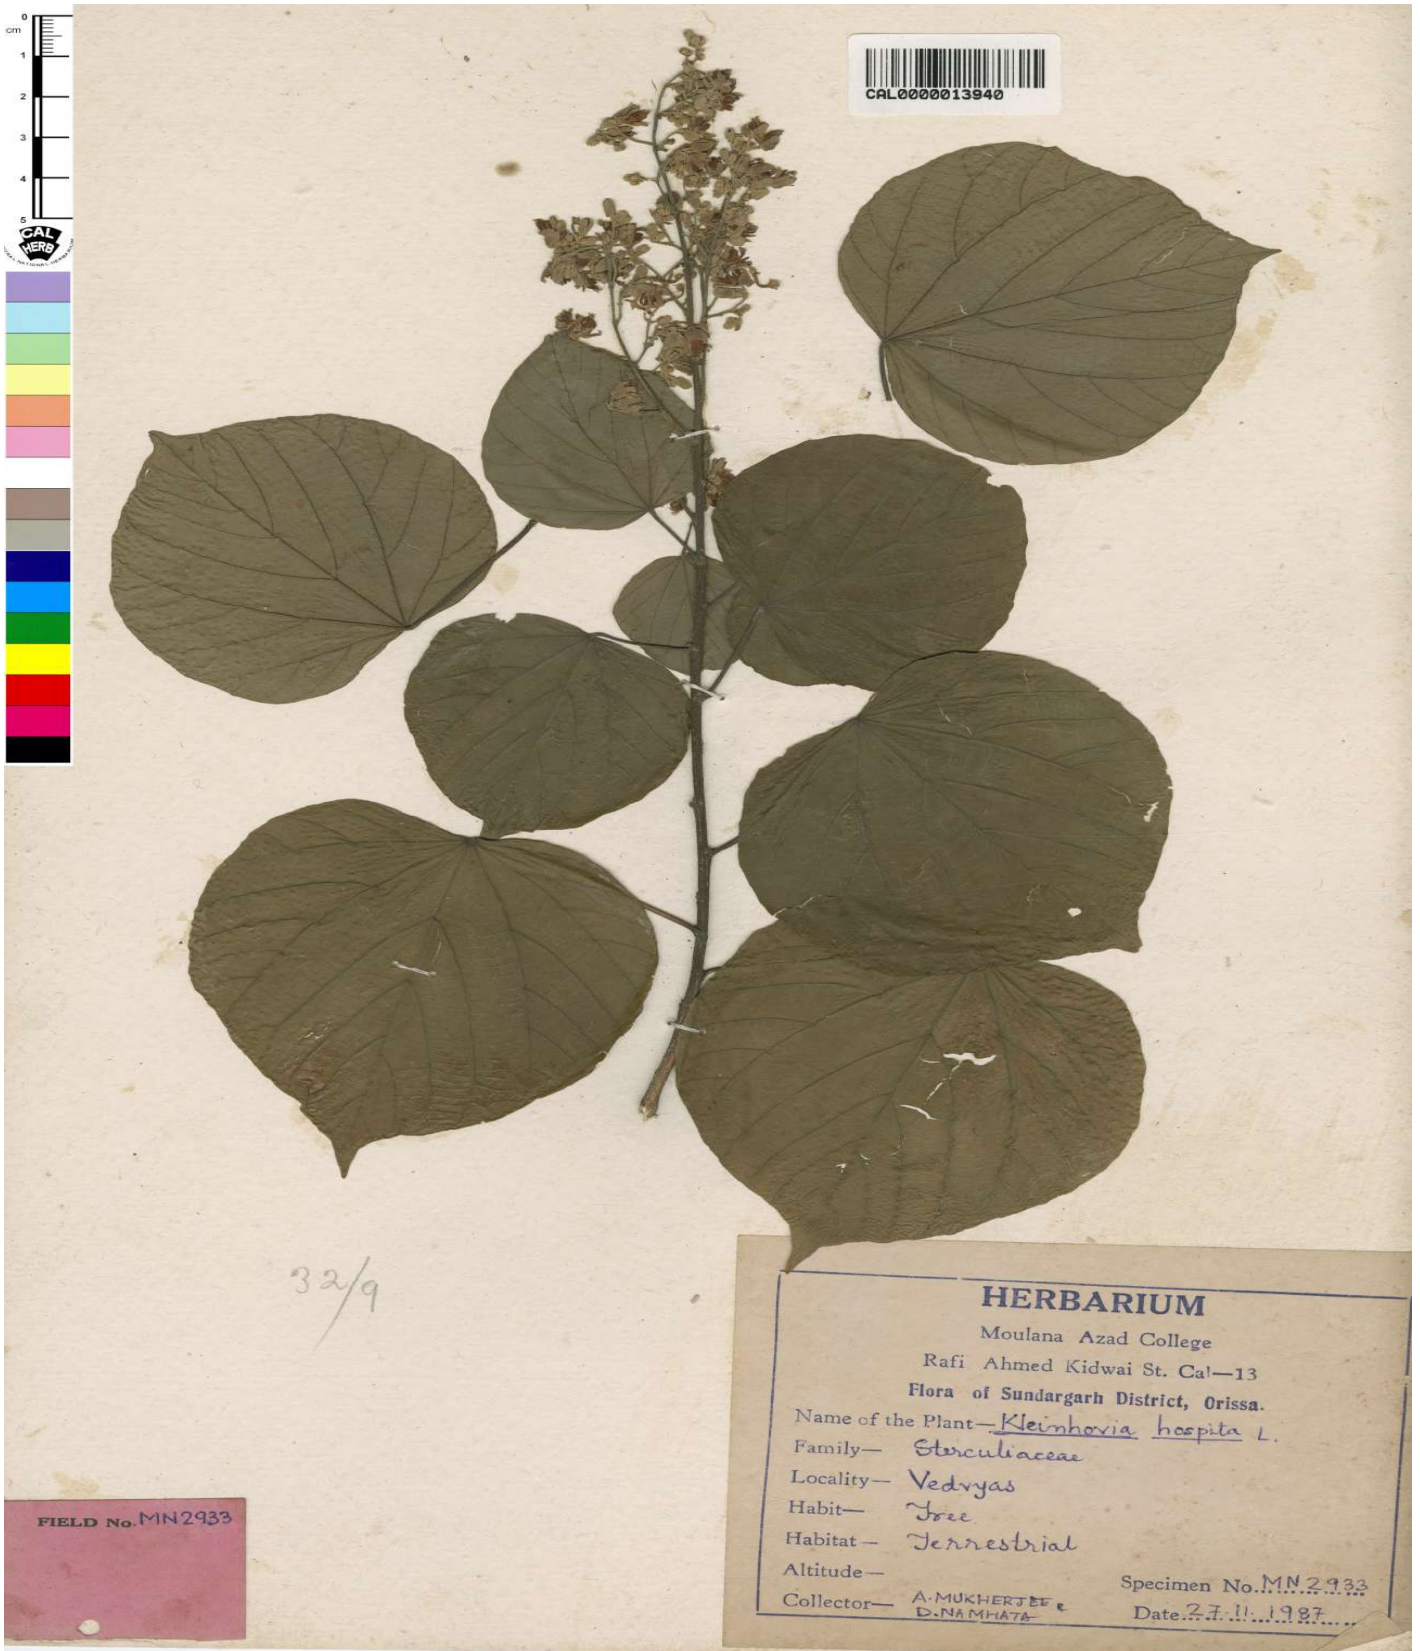 0
cm
1
2
3
4
5
CAL
HERB
CAL0000013940
32/9
HERBARIUM
Moulana Azad College
Rafi Ahmed Kidwai St. Cal—13
Flora of Sundargarh District, Orissa.
Name of the Plant—Kleinhovia hospita L.
Family— Sterculiaceae
Locality— Vedvyas
Habit— Tree
Habitat— Terrestrial
Altitude—
Specimen No. MN 2933
Collector— A. MUKHERJEE &
D. NAMHATA
Date 27.11.1987
FIELD No. MN2933